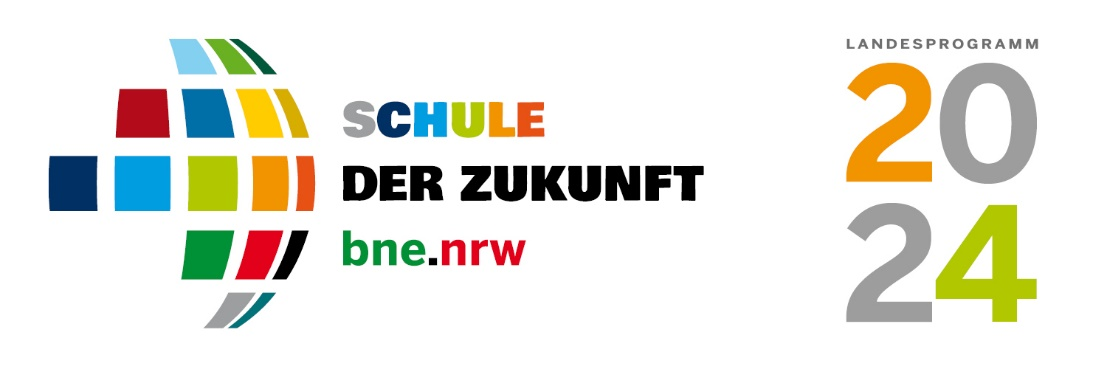 SCHULE
DER ZUKUNFT
bne.nrw
LANDESPROGRAMM
20
24